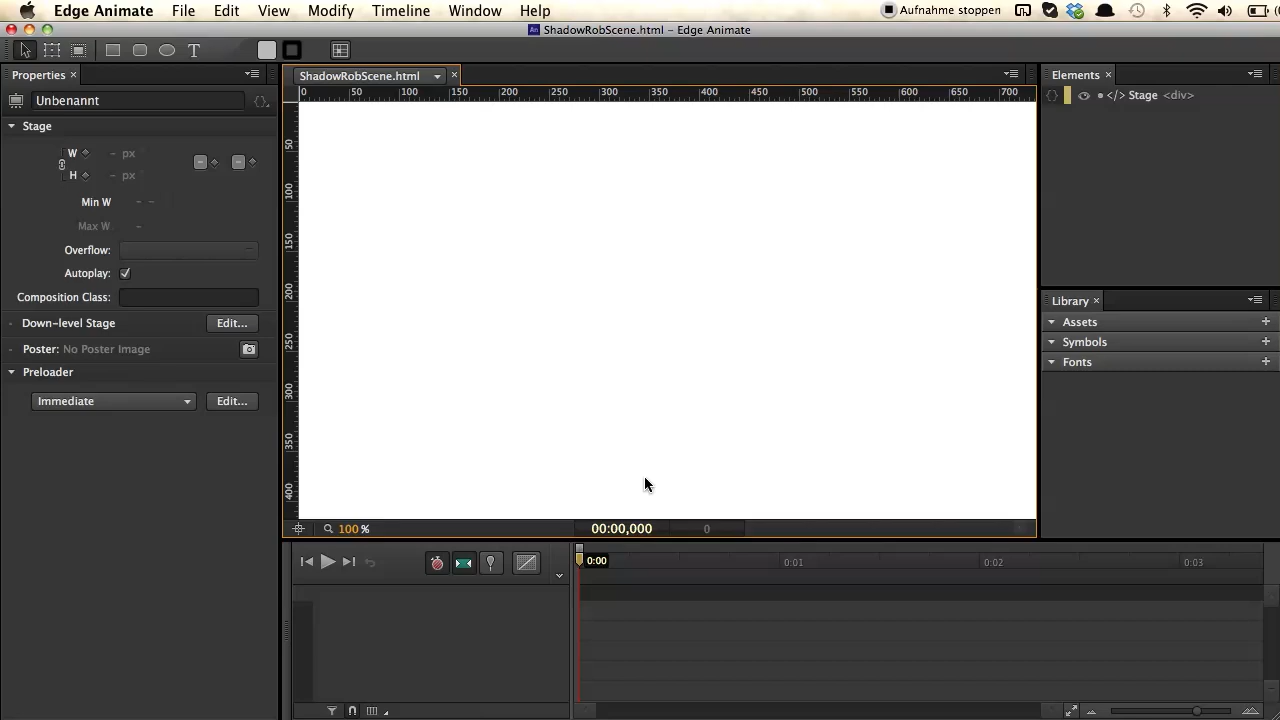 Edge Animate File Edit View Modify Timeline Window Help Aufnahme stoppen
ShadowRobScene.html – Edge Animate
T
Properties ×
Unbenannt
Stage
W – px
H – px
Min W – –
Max W –
Overflow: –
Autoplay: ✓
Composition Class:
Down-level Stage Edit...
Poster: No Poster Image
Preloader
Immediate Edit...
ShadowRobScene.html ×
0 50 100 150 200 250 300 350 400 450 500 550 600 650 700
50
100
150
200
250
300
350
400
100 % 00:00,000 0
Elements ×
</> Stage <div>
Library ×
Assets +
Symbols +
Fonts +
0:00 0:01 0:02 0:03